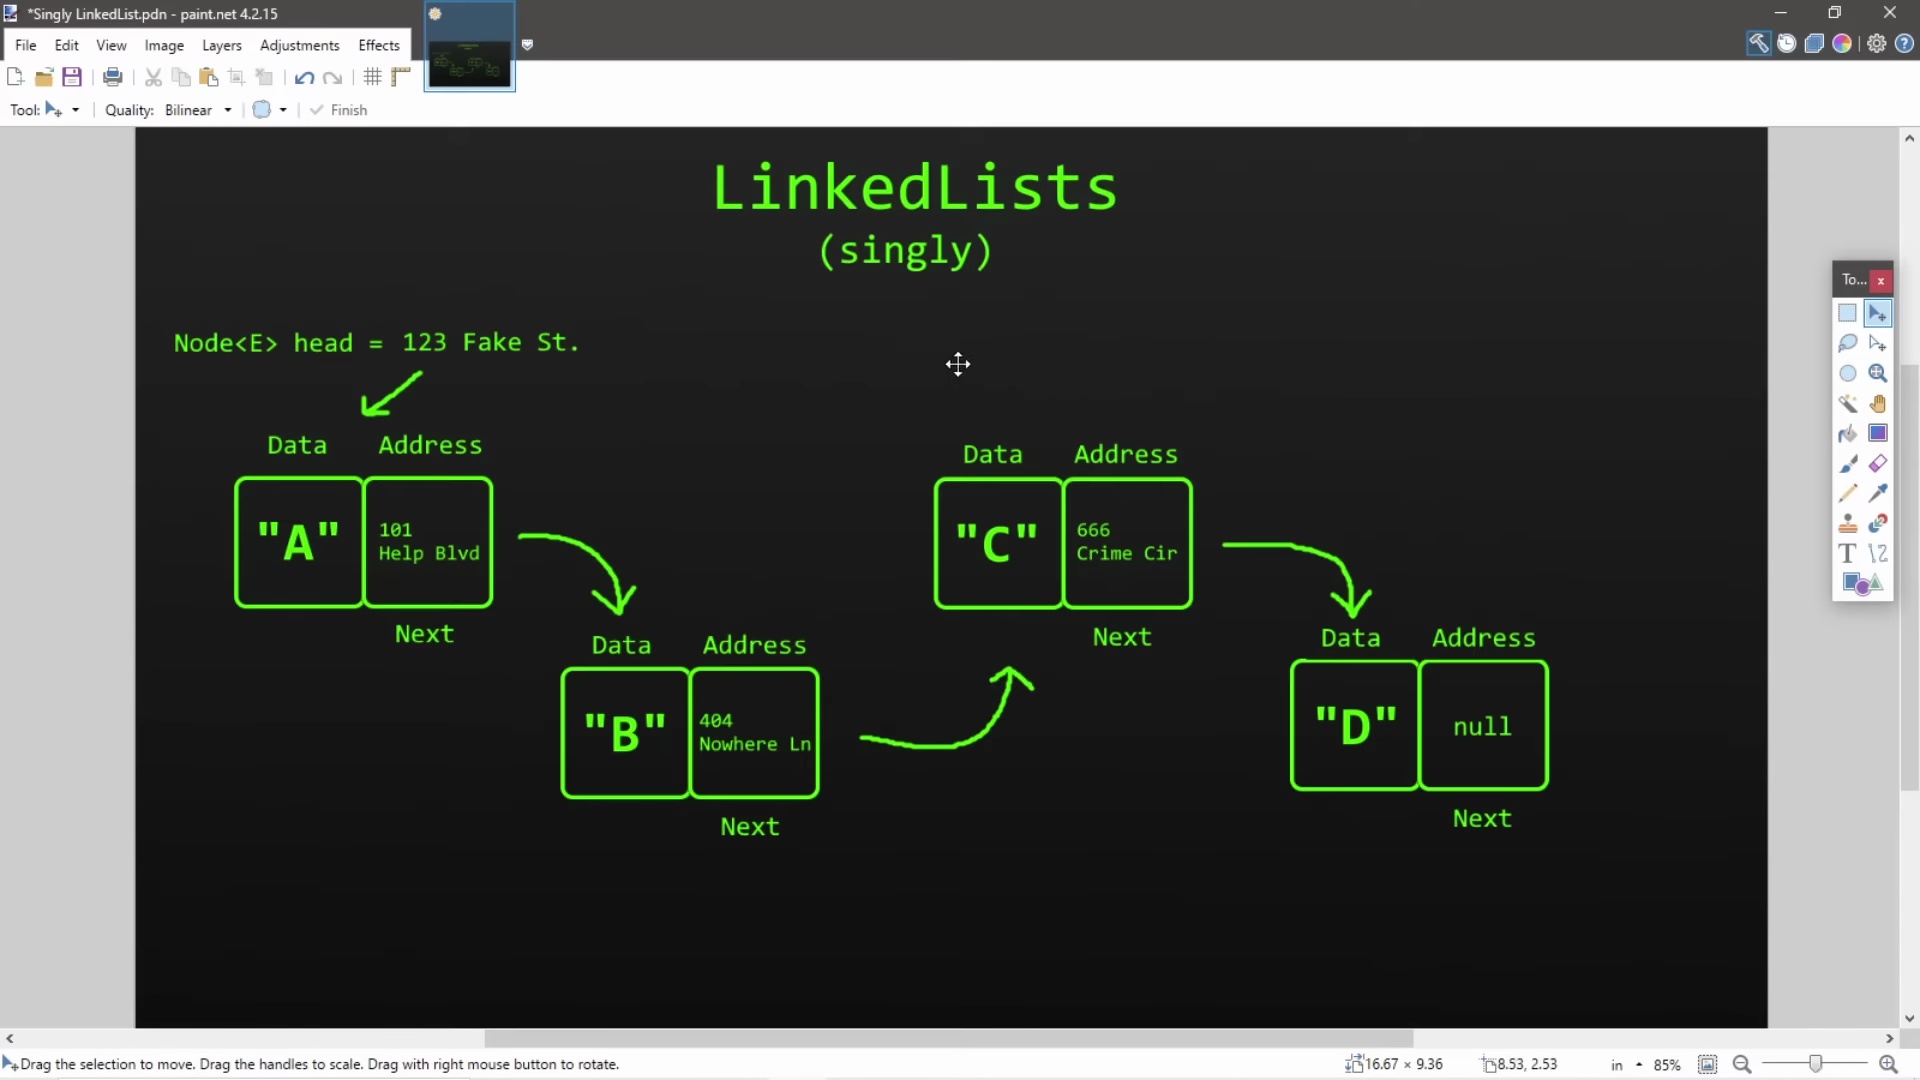 *Singly LinkedList.pdn - paint.net 4.2.15
File Edit View Image Layers Adjustments Effects
Tool: Quality: Bilinear Finish
LinkedLists
(singly)
Node<E> head = 123 Fake St.
Data Address
"A" 101
Help Blvd
Next
Data Address
"B" 404
Nowhere Ln
Next
Data Address
"C" 666
Crime Cir
Next
Data Address
"D" null
Next
To... x
T
Drag the selection to move. Drag the handles to scale. Drag with right mouse button to rotate.
16.67 × 9.36 8.53, 2.53 in 85%